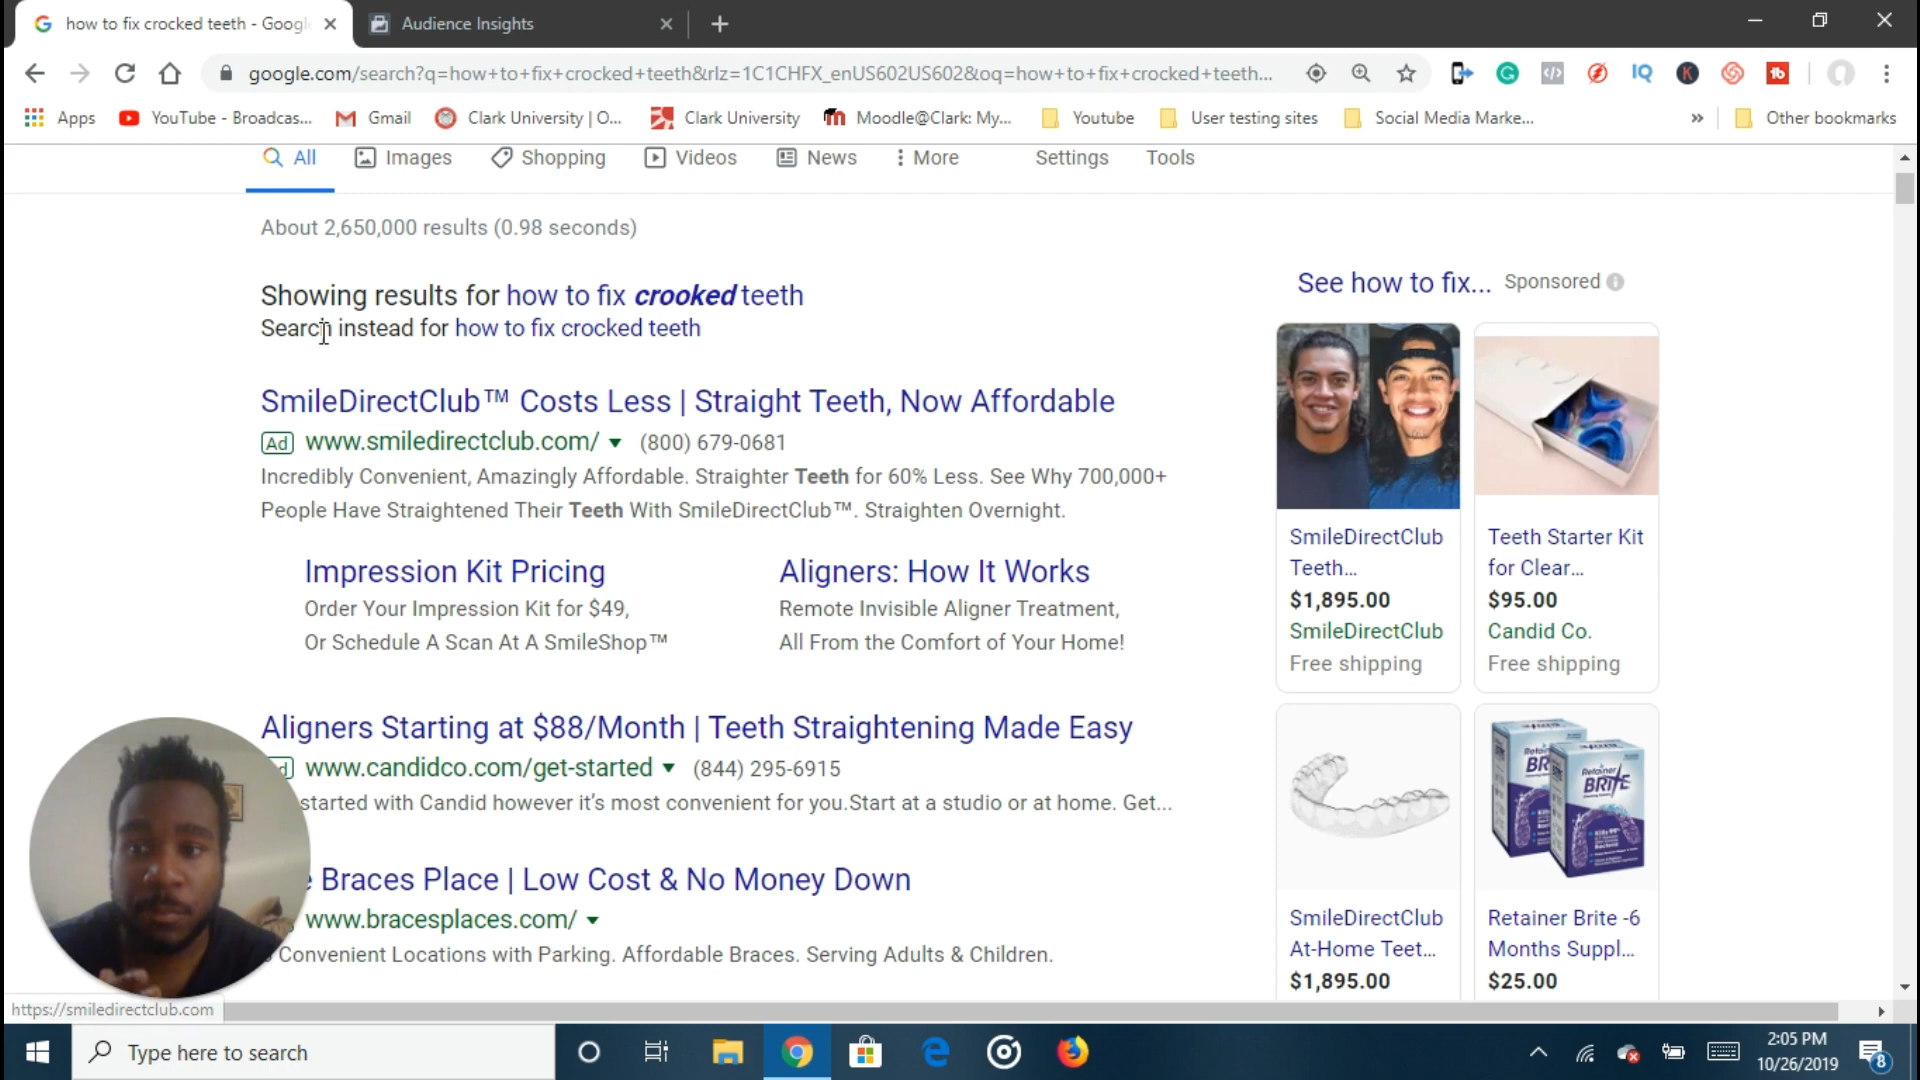 how to fix crocked teeth - Googl
Audience Insights
google.com/search?q=how+to+fix+crocked+teeth&rlz=1C1CHFX_enUS602US602&oq=how+to+fix+crocked+teeth...
Apps
YouTube - Broadcas...
Gmail
Clark University | O...
Clark University
Moodle@Clark: My...
Youtube
User testing sites
Social Media Marke...
Other bookmarks
All
Images
Shopping
Videos
News
More
Settings
Tools
About 2,650,000 results (0.98 seconds)
Showing results for how to fix crooked teeth
Search instead for how to fix crocked teeth
SmileDirectClub™ Costs Less | Straight Teeth, Now Affordable
Ad www.smiledirectclub.com/ (800) 679-0681
Incredibly Convenient, Amazingly Affordable. Straighter Teeth for 60% Less. See Why 700,000+
People Have Straightened Their Teeth With SmileDirectClub™. Straighten Overnight.
Impression Kit Pricing
Order Your Impression Kit for $49,
Or Schedule A Scan At A SmileShop™
Aligners: How It Works
Remote Invisible Aligner Treatment,
All From the Comfort of Your Home!
Aligners Starting at $88/Month | Teeth Straightening Made Easy
www.candidco.com/get-started (844) 295-6915
started with Candid however it's most convenient for you.Start at a studio or at home. Get...
Braces Place | Low Cost & No Money Down
www.bracesplaces.com/
Convenient Locations with Parking. Affordable Braces. Serving Adults & Children.
See how to fix... Sponsored
SmileDirectClub
Teeth...
$1,895.00
SmileDirectClub
Free shipping
Teeth Starter Kit
for Clear...
$95.00
Candid Co.
Free shipping
SmileDirectClub
At-Home Teet...
$1,895.00
Retainer
BRITE
Retainer Brite -6
Months Suppl...
$25.00
https://smiledirectclub.com
Type here to search
2:05 PM
10/26/2019
8